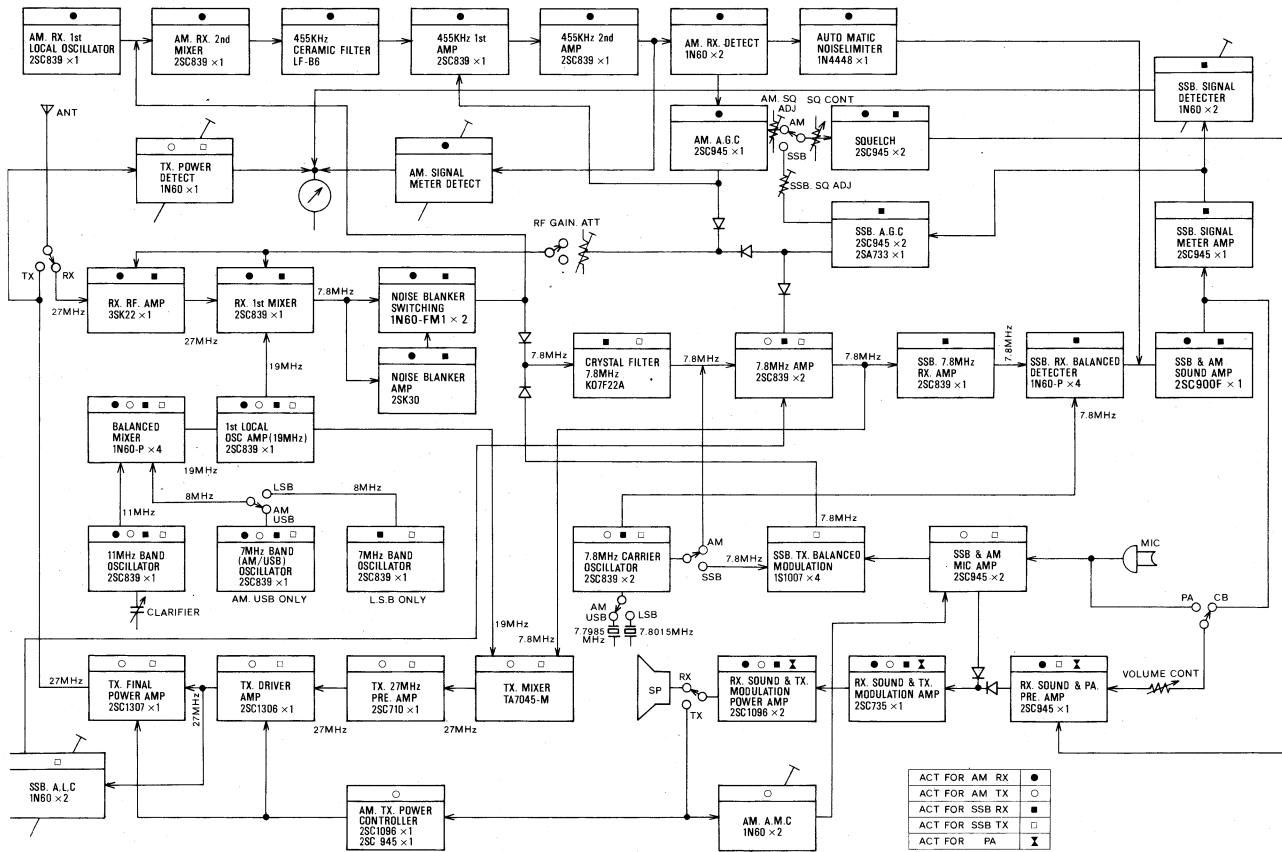 AM. RX. 1st
LOCAL OSCILLATOR
2SC839 ×1
AM. RX. 2nd
MIXER
2SC839 ×1
455KHz
CERAMIC FILTER
LF-B6
455KHz 1st
AMP
2SC839 ×1
455KHz 2nd
AMP
2SC839 ×1
AM. RX. DETECT
1N60 ×2
AUTO MATIC
NOISELIMITER
1N4448 ×1
SSB. SIGNAL
DETECTER
1N60 ×2
ANT
TX. POWER
DETECT
1N60 ×1
AM. SIGNAL
METER DETECT
AM. A.G.C
2SC945 ×1
AM. SQ
ADJ
SQ CONT
AM
SSB
SSB. SQ ADJ
SQUELCH
2SC945 ×2
SSB. A.G.C
2SC945 ×2
2SA733 ×1
SSB. SIGNAL
METER AMP
2SC945 ×1
RF GAIN. ATT
TX
RX
27MHz
RX. RF. AMP
3SK22 ×1
27MHz
RX. 1st MIXER
2SC839 ×1
7.8MHz
NOISE BLANKER
SWITCHING
1N60-FM1 × 2
NOISE BLANKER
AMP
2SK30
19MHz
7.8MHz
CRYSTAL FILTER
7.8MHz
KD7F22A
7.8MHz
7.8MHz AMP
2SC839 ×2
7.8MHz
SSB. 7.8MHz
RX. AMP
2SC839 ×1
7.8MHz
SSB. RX. BALANCED
DETECTER
1N60-P ×4
SSB & AM
SOUND AMP
2SC900F ×1
7.8MHz
BALANCED
MIXER
1N60-P ×4
19MHz
1st LOCAL
OSC AMP(19MHz)
2SC839 ×1
11MHz
8MHz
LSB
8MHz
AM
USB
11MHz BAND
OSCILLATOR
2SC839 ×1
CLARIFIER
7MHz BAND
(AM/USB)
OSCILLATOR
2SC839 ×1
AM. USB ONLY
7MHz BAND
OSCILLATOR
2SC839 ×1
L.S.B ONLY
7.8MHz CARRIER
OSCILLATOR
2SC839 ×2
AM
SSB
7.8MHz
7.8MHz
SSB. TX. BALANCED
MODULATION
1S1007 ×4
SSB & AM
MIC AMP
2SC945 ×2
MIC
PA
CB
AM
USB
LSB
7.7985
MHz
7.8015MHz
19MHz
7.8MHz
27MHz
TX. FINAL
POWER AMP
2SC1307 ×1
27MHz
TX. DRIVER
AMP
2SC1306 ×1
27MHz
TX. 27MHz
PRE. AMP
2SC710 ×1
27MHz
TX. MIXER
TA7045-M
SP
RX
TX
RX. SOUND & TX.
MODULATION
POWER AMP
2SC1096 ×2
RX. SOUND & TX.
MODULATION AMP
2SC735 ×1
RX. SOUND & PA.
PRE. AMP
2SC945 ×1
VOLUME CONT
SSB. A,L,C
1N60 ×2
AM. TX. POWER
CONTROLLER
2SC1096 ×1
2SC 945 ×1
AM. A.M.C
1N60 ×2
ACT FOR AM RX ●
ACT FOR AM TX ○
ACT FOR SSB RX ■
ACT FOR SSB TX □
ACT FOR PA